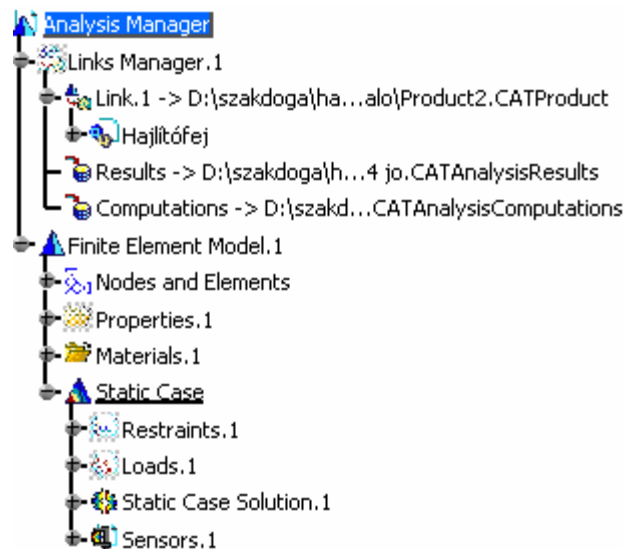 Analysis Manager
Links Manager.1
Link.1 -> D:\szakdoga\ha...alo\Product2.CATProduct
Hajlítófej
Results -> D:\szakdoga\h...4 jo.CATAnalysisResults
Computations -> D:\szakd...CATAnalysisComputations
Finite Element Model.1
Nodes and Elements
Properties.1
Materials.1
Static Case
Restraints.1
Loads.1
Static Case Solution.1
Sensors.1